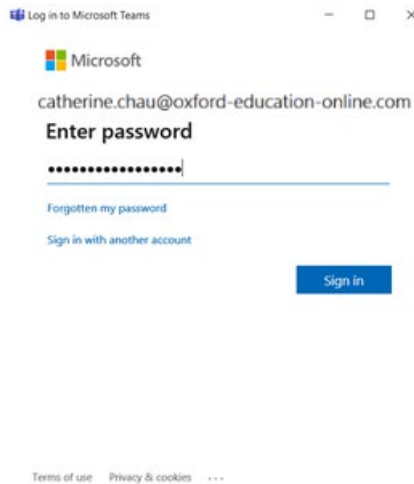 Log in to Microsoft Teams
Microsoft
catherine.chau@oxford-education-online.com
Enter password
•••••••••••••••••
Forgotten my password
Sign in with another account
Sign in
Terms of use Privacy & cookies ...